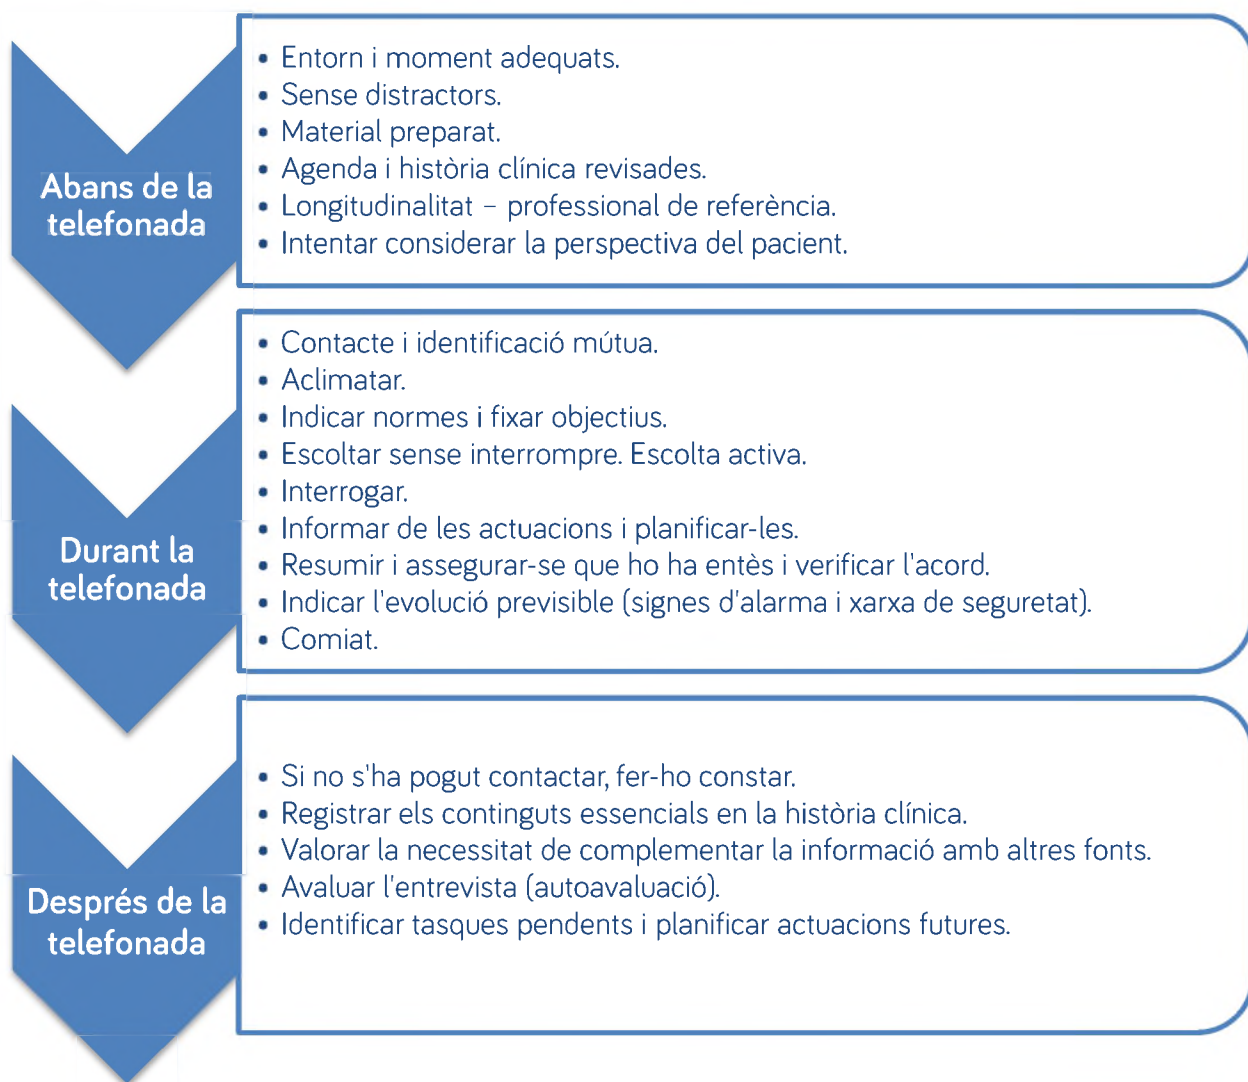 Abans de la
telefonada
• Entorn i moment adequats.
• Sense distractors.
• Material preparat.
• Agenda i història clínica revisades.
• Longitudinalitat – professional de referència.
• Intentar considerar la perspectiva del pacient.
Durant la
telefonada
• Contacte i identificació mútua.
• Aclimatar.
• Indicar normes i fixar objectius.
• Escoltar sense interrompre. Escolta activa.
• Interrogar.
• Informar de les actuacions i planificar-les.
• Resumir i assegurar-se que ho ha entès i verificar l'acord.
• Indicar l'evolució previsible (signes d'alarma i xarxa de seguretat).
• Comiat.
Després de la
telefonada
• Si no s'ha pogut contactar, fer-ho constar.
• Registrar els continguts essencials en la història clínica.
• Valorar la necessitat de complementar la informació amb altres fonts.
• Avaluar l'entrevista (autoavaluació).
• Identificar tasques pendents i planificar actuacions futures.